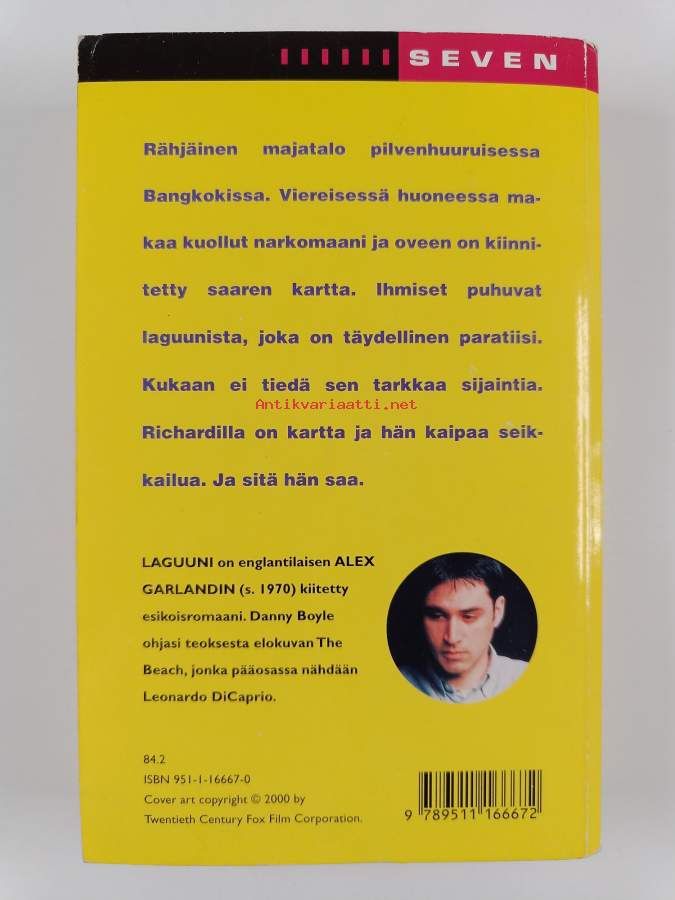 SEVEN
Rähjäinen majatalo pilvenhuuruisessa
Bangkokissa. Viereisessä huoneessa ma-
kaa kuollut narkomaani ja oveen on kiinni-
tetty saaren kartta. Ihmiset puhuvat
laguunista, joka on täydellinen paratiisi.
Kukaan ei tiedä sen tarkkaa sijaintia.
Antikvariaatti.net
Richardilla on kartta ja hän kaipaa seik-
kailua. Ja sitä hän saa.
LAGUUNI on englantilaisen ALEX
GARLANDIN (s. 1970) kiitetty
esikoisromaani. Danny Boyle
ohjasi teoksesta elokuvan The
Beach, jonka pääosassa nähdään
Leonardo DiCaprio.
84.2
ISBN 951-1-16667-0
Cover art copyright © 2000 by
Twentieth Century Fox Film Corporation.
9 789511 166672